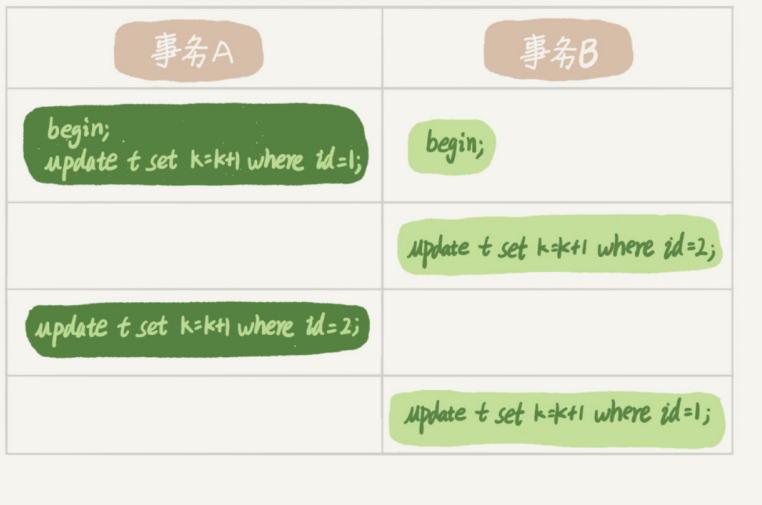 事务A
事务B
begin;
update t set k=k+1 where id=1;
begin;
update t set k=k+1 where id=2;
update t set k=k+1 where id=2;
update t set k=k+1 where id=1;